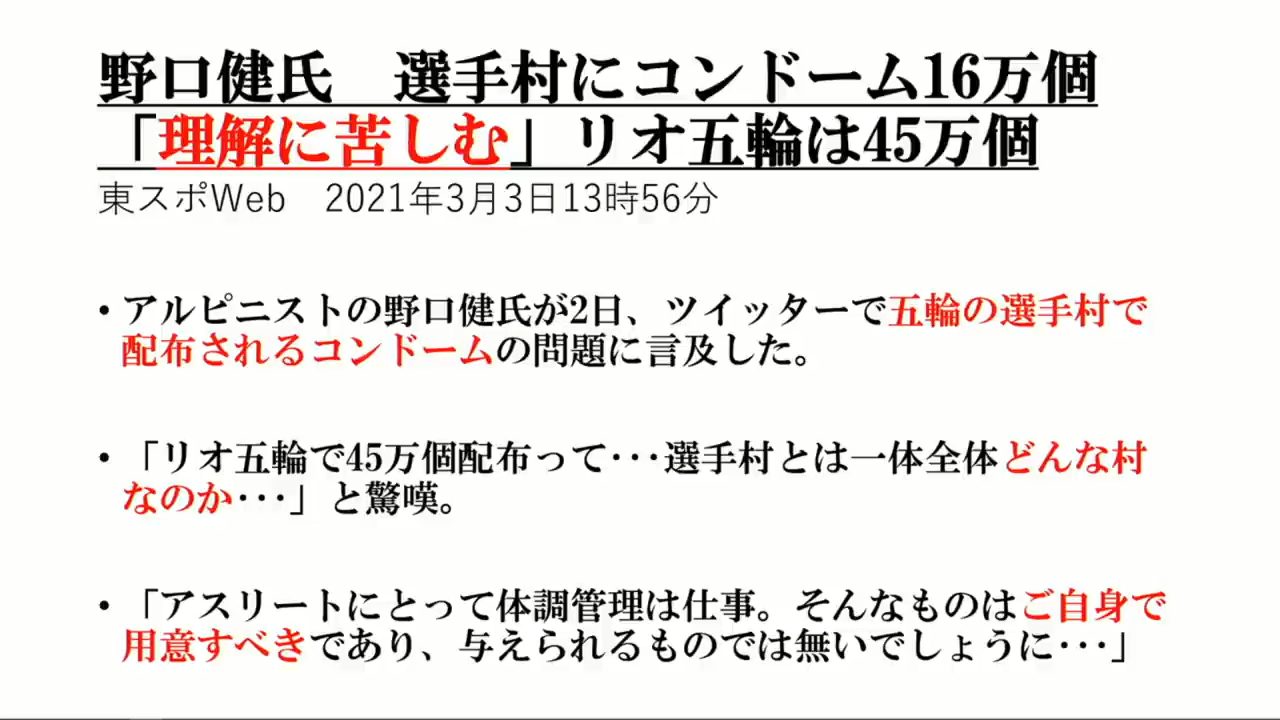 野口健氏　選手村にコンドーム16万個
「理解に苦しむ」リオ五輪は45万個
東スポWeb　2021年3月3日13時56分
・アルピニストの野口健氏が2日、ツイッターで五輪の選手村で
配布されるコンドームの問題に言及した。
・「リオ五輪で45万個配布って・・・選手村とは一体全体どんな村
なのか・・・」と驚嘆。
・「アスリートにとって体調管理は仕事。そんなものはご自身で
用意すべきであり、与えられるものでは無いでしょうに・・・」